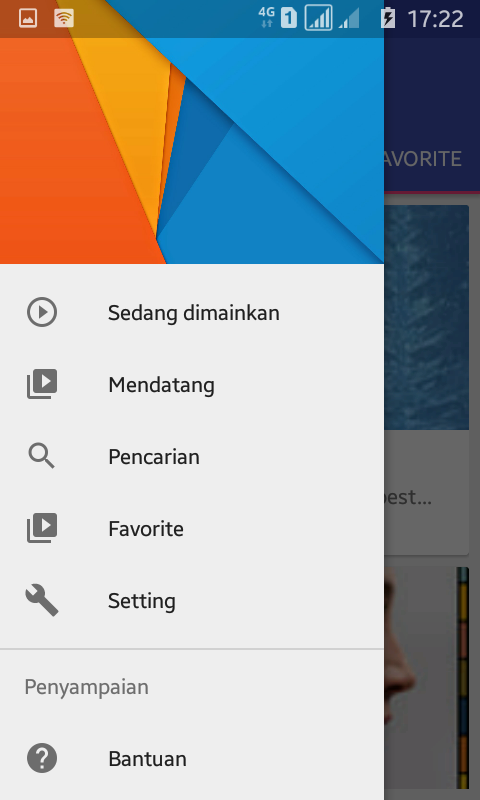 4G 1 17:22
AVORITE
Sedang dimainkan
Mendatang
Pencarian
best...
Favorite
Setting
Penyampaian
Bantuan